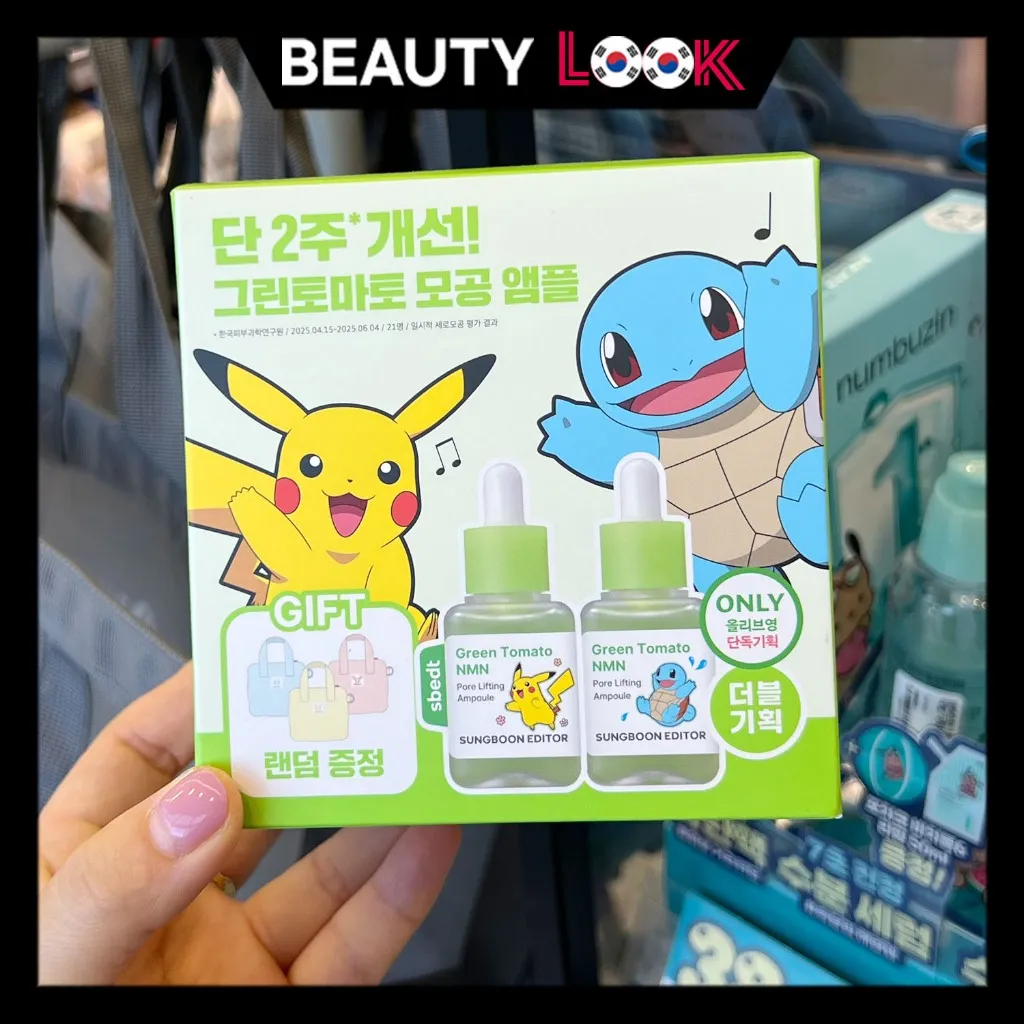 BEAUTY LOOK
단 2주* 개선!
그린토마토 모공 앰플
* 한국피부과학연구원 / 2025.04.15-2025.06.04 / 21명 / 일시적 세로모공 평가 결과
numbuzin
1
GIFT
랜덤 증정
sbedt
Green Tomato
NMN
Pore Lifting
Ampoule
SUNGBOON EDITOR
Green Tomato
NMN
Pore Lifting
Ampoule
SUNGBOON EDITOR
ONLY
올리브영
단독기획
더블
기획
증정!
수분 세럼